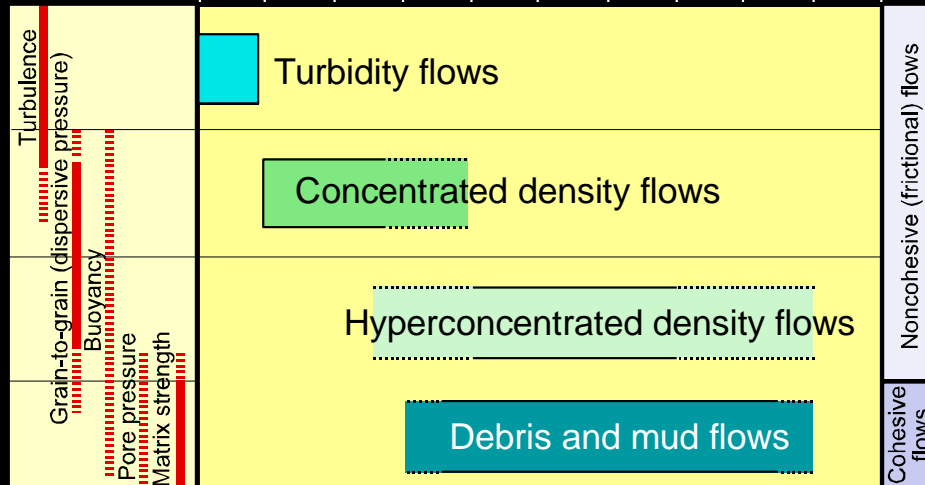 Turbulence
Grain-to-grain (dispersive pressure)
Buoyancy
Pore pressure
Matrix strength
Turbidity flows
Concentrated density flows
Hyperconcentrated density flows
Debris and mud flows
Noncohesive (frictional) flows
Cohesive
flows